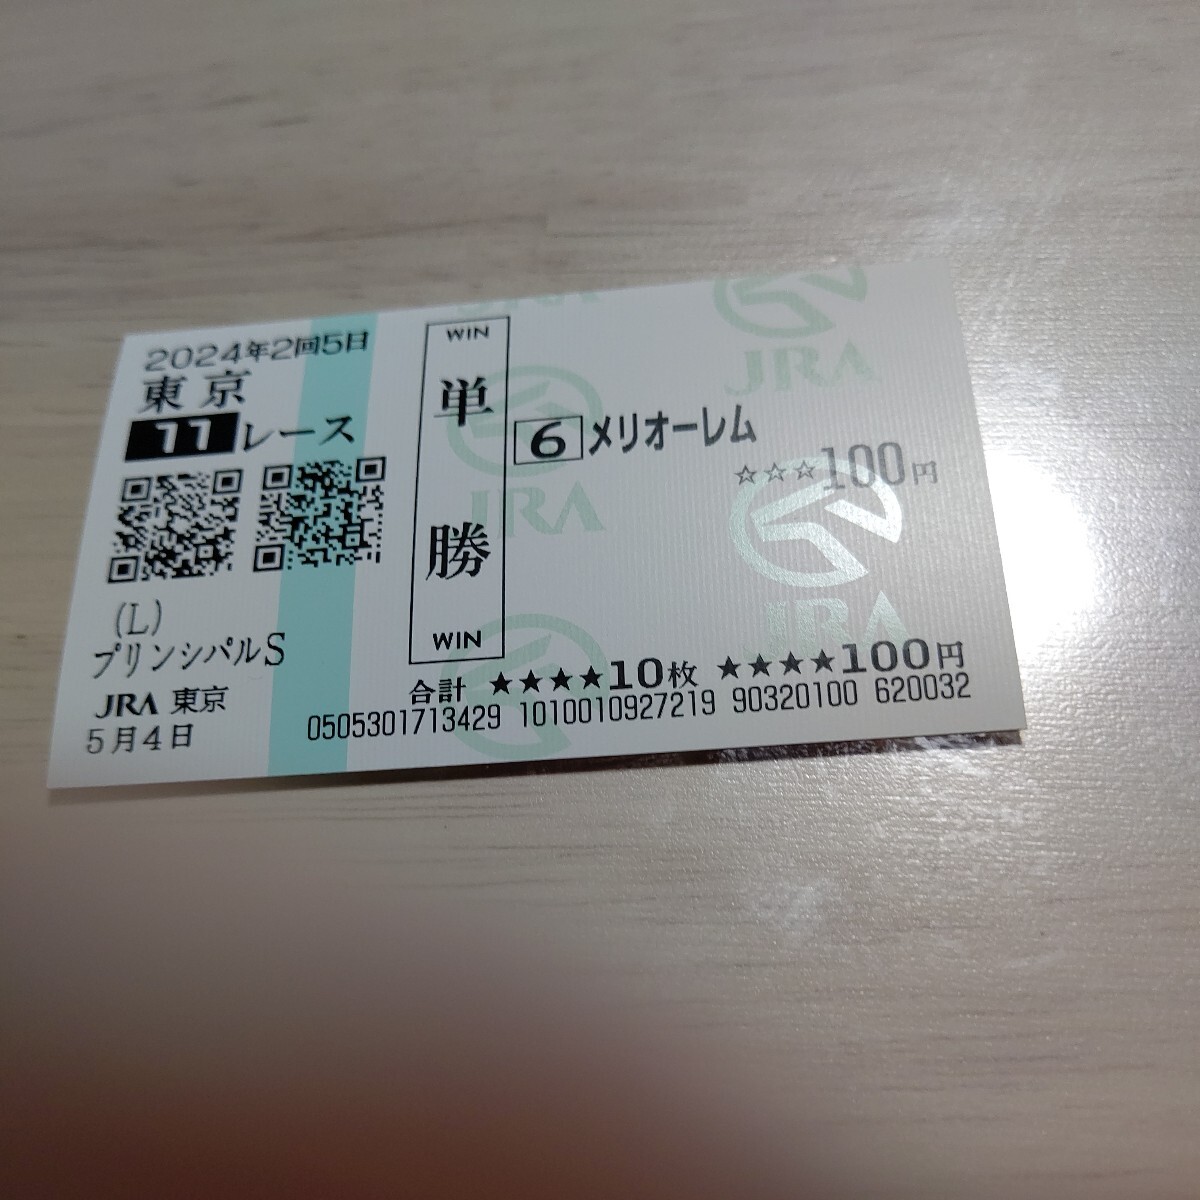 2024年2回5日
東京
11レース
(L)
プリンシパルS
JRA 東京
5月4日
WIN
単勝
WIN
6 メリオーレム
☆☆☆100円
合計 ★★★★10枚 ★★★★100円
0505301713429 1010010927219 90320100 620032
JRA
JRA
JRA